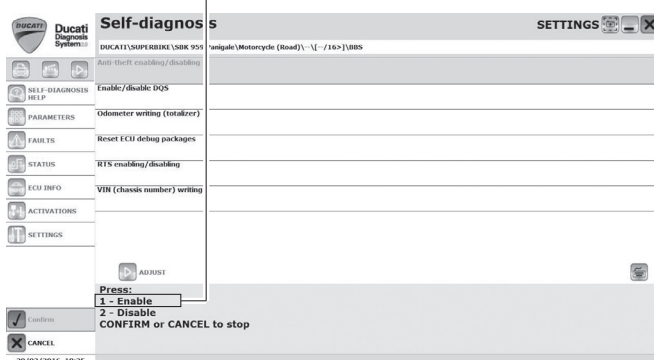 DUCATI
Ducati
Diagnosis
System 2.0
Self-diagnosis
SETTINGS
DUCATI\SUPERBIKE\SBK 959 Panigale\Motorcycle (Road)\--\[--/16>]\BBS
Anti-theft enabling/disabling
SELF-DIAGNOSIS HELP
Enable/disable DQS
PARAMETERS
Odometer writing (totalizer)
FAULTS
Reset ECU debug packages
STATUS
RTS enabling/disabling
ECU INFO
VIN (chassis number) writing
ACTIVATIONS
SETTINGS
ADJUST
Press:
1 - Enable
2 - Disable
CONFIRM or CANCEL to stop
Confirm
CANCEL